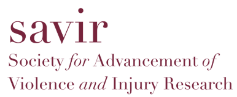 savir
Society for Advancement of
Violence and Injury Research